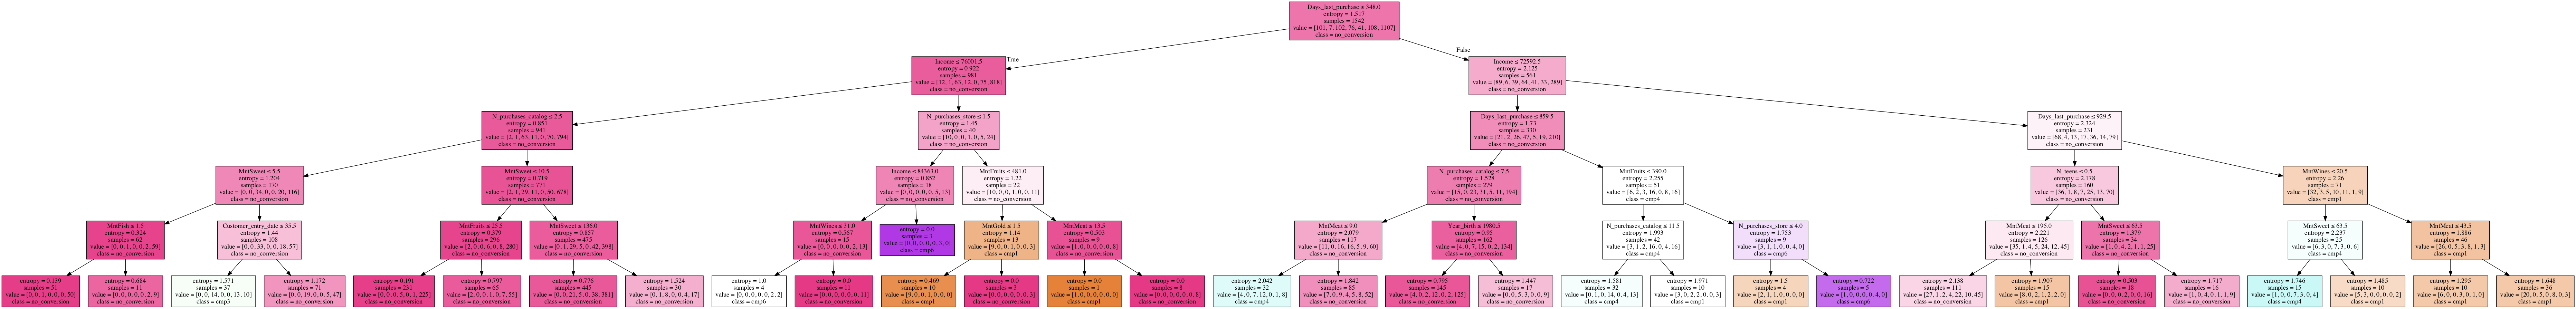 Days_last_purchase ≤ 348.0
entropy = 1.517
samples = 1542
value = [101, 7, 102, 76, 41, 108, 1107]
class = no_conversion
True
False
Income ≤ 76001.5
entropy = 0.922
samples = 981
value = [12, 1, 63, 12, 0, 75, 818]
class = no_conversion
Income ≤ 72592.5
entropy = 2.125
samples = 561
value = [89, 6, 39, 64, 41, 33, 289]
class = no_conversion
N_purchases_catalog ≤ 2.5
entropy = 0.851
samples = 941
value = [2, 1, 63, 11, 0, 70, 794]
class = no_conversion
N_purchases_store ≤ 1.5
entropy = 1.45
samples = 40
value = [10, 0, 0, 1, 0, 5, 24]
class = no_conversion
Days_last_purchase ≤ 859.5
entropy = 1.73
samples = 330
value = [21, 2, 26, 47, 5, 19, 210]
class = no_conversion
Days_last_purchase ≤ 929.5
entropy = 2.324
samples = 231
value = [68, 4, 13, 17, 36, 14, 79]
class = no_conversion
MntSweet ≤ 5.5
entropy = 1.204
samples = 170
value = [0, 0, 34, 0, 0, 20, 116]
class = no_conversion
MntSweet ≤ 10.5
entropy = 0.719
samples = 771
value = [2, 1, 29, 11, 0, 50, 678]
class = no_conversion
Income ≤ 84363.0
entropy = 0.852
samples = 18
value = [0, 0, 0, 0, 0, 5, 13]
class = no_conversion
MntFruits ≤ 481.0
entropy = 1.22
samples = 22
value = [10, 0, 0, 1, 0, 0, 11]
class = no_conversion
N_purchases_catalog ≤ 7.5
entropy = 1.528
samples = 279
value = [15, 0, 23, 31, 5, 11, 194]
class = no_conversion
MntFruits ≤ 390.0
entropy = 2.255
samples = 51
value = [6, 2, 3, 16, 0, 8, 16]
class = cmp4
N_teens ≤ 0.5
entropy = 2.178
samples = 160
value = [36, 1, 8, 7, 25, 13, 70]
class = no_conversion
MntWines ≤ 20.5
entropy = 2.26
samples = 71
value = [32, 3, 5, 10, 11, 1, 9]
class = cmp1
MntFish ≤ 1.5
entropy = 0.324
samples = 62
value = [0, 0, 1, 0, 0, 2, 59]
class = no_conversion
Customer_entry_date ≤ 35.5
entropy = 1.44
samples = 108
value = [0, 0, 33, 0, 0, 18, 57]
class = no_conversion
MntFruits ≤ 25.5
entropy = 0.379
samples = 296
value = [2, 0, 0, 6, 0, 8, 280]
class = no_conversion
MntSweet ≤ 136.0
entropy = 0.857
samples = 475
value = [0, 1, 29, 5, 0, 42, 398]
class = no_conversion
MntWines ≤ 31.0
entropy = 0.567
samples = 15
value = [0, 0, 0, 0, 0, 2, 13]
class = no_conversion
entropy = 0.0
samples = 3
value = [0, 0, 0, 0, 0, 3, 0]
class = cmp6
MntGold ≤ 1.5
entropy = 1.14
samples = 13
value = [9, 0, 0, 1, 0, 0, 3]
class = cmp1
MntMeat ≤ 13.5
entropy = 0.503
samples = 9
value = [1, 0, 0, 0, 0, 0, 8]
class = no_conversion
MntMeat ≤ 9.0
entropy = 2.079
samples = 117
value = [11, 0, 16, 16, 5, 9, 60]
class = no_conversion
Year_birth ≤ 1980.5
entropy = 0.95
samples = 162
value = [4, 0, 7, 15, 0, 2, 134]
class = no_conversion
N_purchases_catalog ≤ 11.5
entropy = 1.993
samples = 42
value = [3, 1, 2, 16, 0, 4, 16]
class = cmp4
N_purchases_store ≤ 4.0
entropy = 1.753
samples = 9
value = [3, 1, 1, 0, 0, 4, 0]
class = cmp6
MntMeat ≤ 195.0
entropy = 2.221
samples = 126
value = [35, 1, 4, 5, 24, 12, 45]
class = no_conversion
MntSweet ≤ 63.5
entropy = 1.379
samples = 34
value = [1, 0, 4, 2, 1, 1, 25]
class = no_conversion
MntSweet ≤ 63.5
entropy = 2.237
samples = 25
value = [6, 3, 0, 7, 3, 0, 6]
class = cmp4
MntMeat ≤ 43.5
entropy = 1.886
samples = 46
value = [26, 0, 5, 3, 8, 1, 3]
class = cmp1
entropy = 0.139
samples = 51
value = [0, 0, 1, 0, 0, 0, 50]
class = no_conversion
entropy = 0.684
samples = 11
value = [0, 0, 0, 0, 0, 2, 9]
class = no_conversion
entropy = 1.571
samples = 37
value = [0, 0, 14, 0, 0, 13, 10]
class = cmp3
entropy = 1.172
samples = 71
value = [0, 0, 19, 0, 0, 5, 47]
class = no_conversion
entropy = 0.191
samples = 231
value = [0, 0, 0, 5, 0, 1, 225]
class = no_conversion
entropy = 0.797
samples = 65
value = [2, 0, 0, 1, 0, 7, 55]
class = no_conversion
entropy = 0.776
samples = 445
value = [0, 0, 21, 5, 0, 38, 381]
class = no_conversion
entropy = 1.524
samples = 30
value = [0, 1, 8, 0, 0, 4, 17]
class = no_conversion
entropy = 1.0
samples = 4
value = [0, 0, 0, 0, 0, 2, 2]
class = cmp6
entropy = 0.0
samples = 11
value = [0, 0, 0, 0, 0, 0, 11]
class = no_conversion
entropy = 0.469
samples = 10
value = [9, 0, 0, 1, 0, 0, 0]
class = cmp1
entropy = 0.0
samples = 3
value = [0, 0, 0, 0, 0, 0, 3]
class = no_conversion
entropy = 0.0
samples = 1
value = [1, 0, 0, 0, 0, 0, 0]
class = cmp1
entropy = 0.0
samples = 8
value = [0, 0, 0, 0, 0, 0, 8]
class = no_conversion
entropy = 2.042
samples = 32
value = [4, 0, 7, 12, 0, 1, 8]
class = cmp4
entropy = 1.842
samples = 85
value = [7, 0, 9, 4, 5, 8, 52]
class = no_conversion
entropy = 0.795
samples = 145
value = [4, 0, 2, 12, 0, 2, 125]
class = no_conversion
entropy = 1.447
samples = 17
value = [0, 0, 5, 3, 0, 0, 9]
class = no_conversion
entropy = 1.581
samples = 32
value = [0, 1, 0, 14, 0, 4, 13]
class = cmp4
entropy = 1.971
samples = 10
value = [3, 0, 2, 2, 0, 0, 3]
class = cmp1
entropy = 1.5
samples = 4
value = [2, 1, 1, 0, 0, 0, 0]
class = cmp1
entropy = 0.722
samples = 5
value = [1, 0, 0, 0, 0, 4, 0]
class = cmp6
entropy = 2.138
samples = 111
value = [27, 1, 2, 4, 22, 10, 45]
class = no_conversion
entropy = 1.907
samples = 15
value = [8, 0, 2, 1, 2, 2, 0]
class = cmp1
entropy = 0.503
samples = 18
value = [0, 0, 0, 2, 0, 0, 16]
class = no_conversion
entropy = 1.717
samples = 16
value = [1, 0, 4, 0, 1, 1, 9]
class = no_conversion
entropy = 1.746
samples = 15
value = [1, 0, 0, 7, 3, 0, 4]
class = cmp4
entropy = 1.485
samples = 10
value = [5, 3, 0, 0, 0, 0, 2]
class = cmp1
entropy = 1.295
samples = 10
value = [6, 0, 0, 3, 0, 1, 0]
class = cmp1
entropy = 1.648
samples = 36
value = [20, 0, 5, 0, 8, 0, 3]
class = cmp1